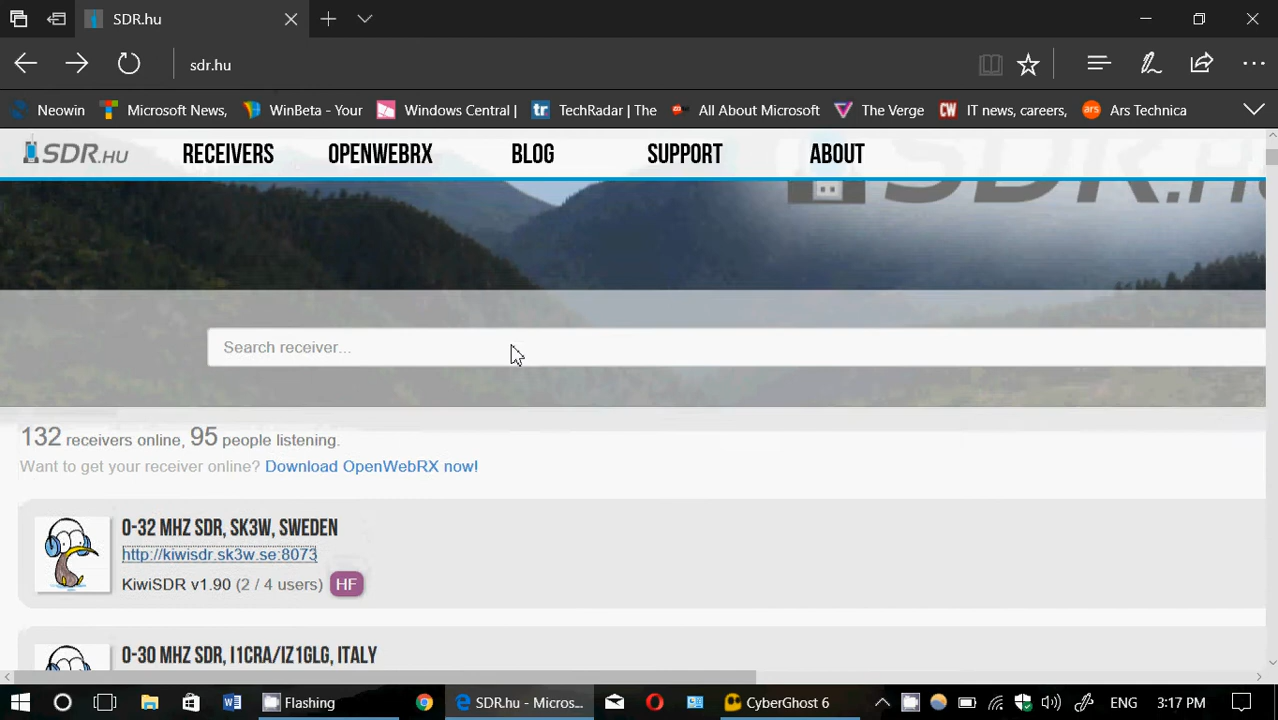 SDR.hu
sdr.hu
Neowin Microsoft News, WinBeta - Your Windows Central | TechRadar | The All About Microsoft The Verge IT news, careers, Ars Technica
SDR.HU RECEIVERS OPENWEBRX BLOG SUPPORT ABOUT
SDR.HU
Search receiver...
132 receivers online, 95 people listening.
Want to get your receiver online? Download OpenWebRX now!
0-32 MHZ SDR, SK3W, SWEDEN
http://kiwisdr.sk3w.se:8073
KiwiSDR v1.90 (2 / 4 users) HF
0-30 MHZ SDR, I1CRA/IZ1GLG, ITALY
Flashing SDR.hu - Micros... CyberGhost 6 ENG 3:17 PM